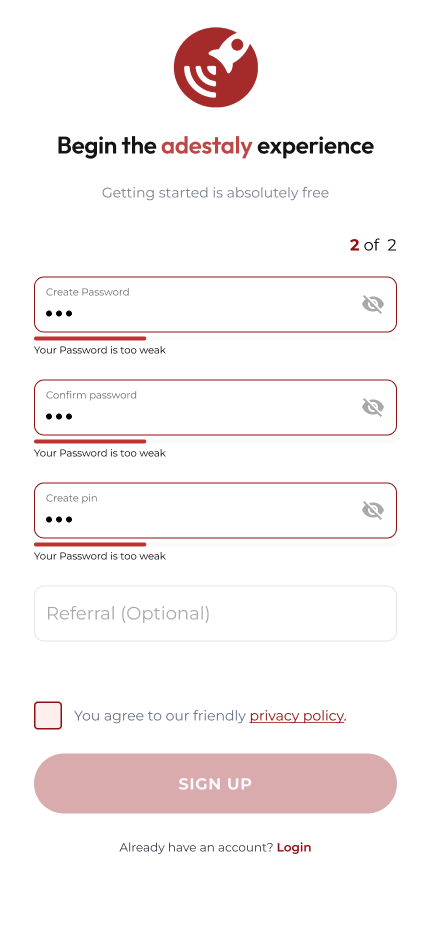 Begin the adestaly experience
Getting started is absolutely free
2 of 2
Create Password
•••
Your Password is too weak
Confirm password
•••
Your Password is too weak
Create pin
•••
Your Password is too weak
Referral (Optional)
You agree to our friendly privacy policy.
SIGN UP
Already have an account? Login